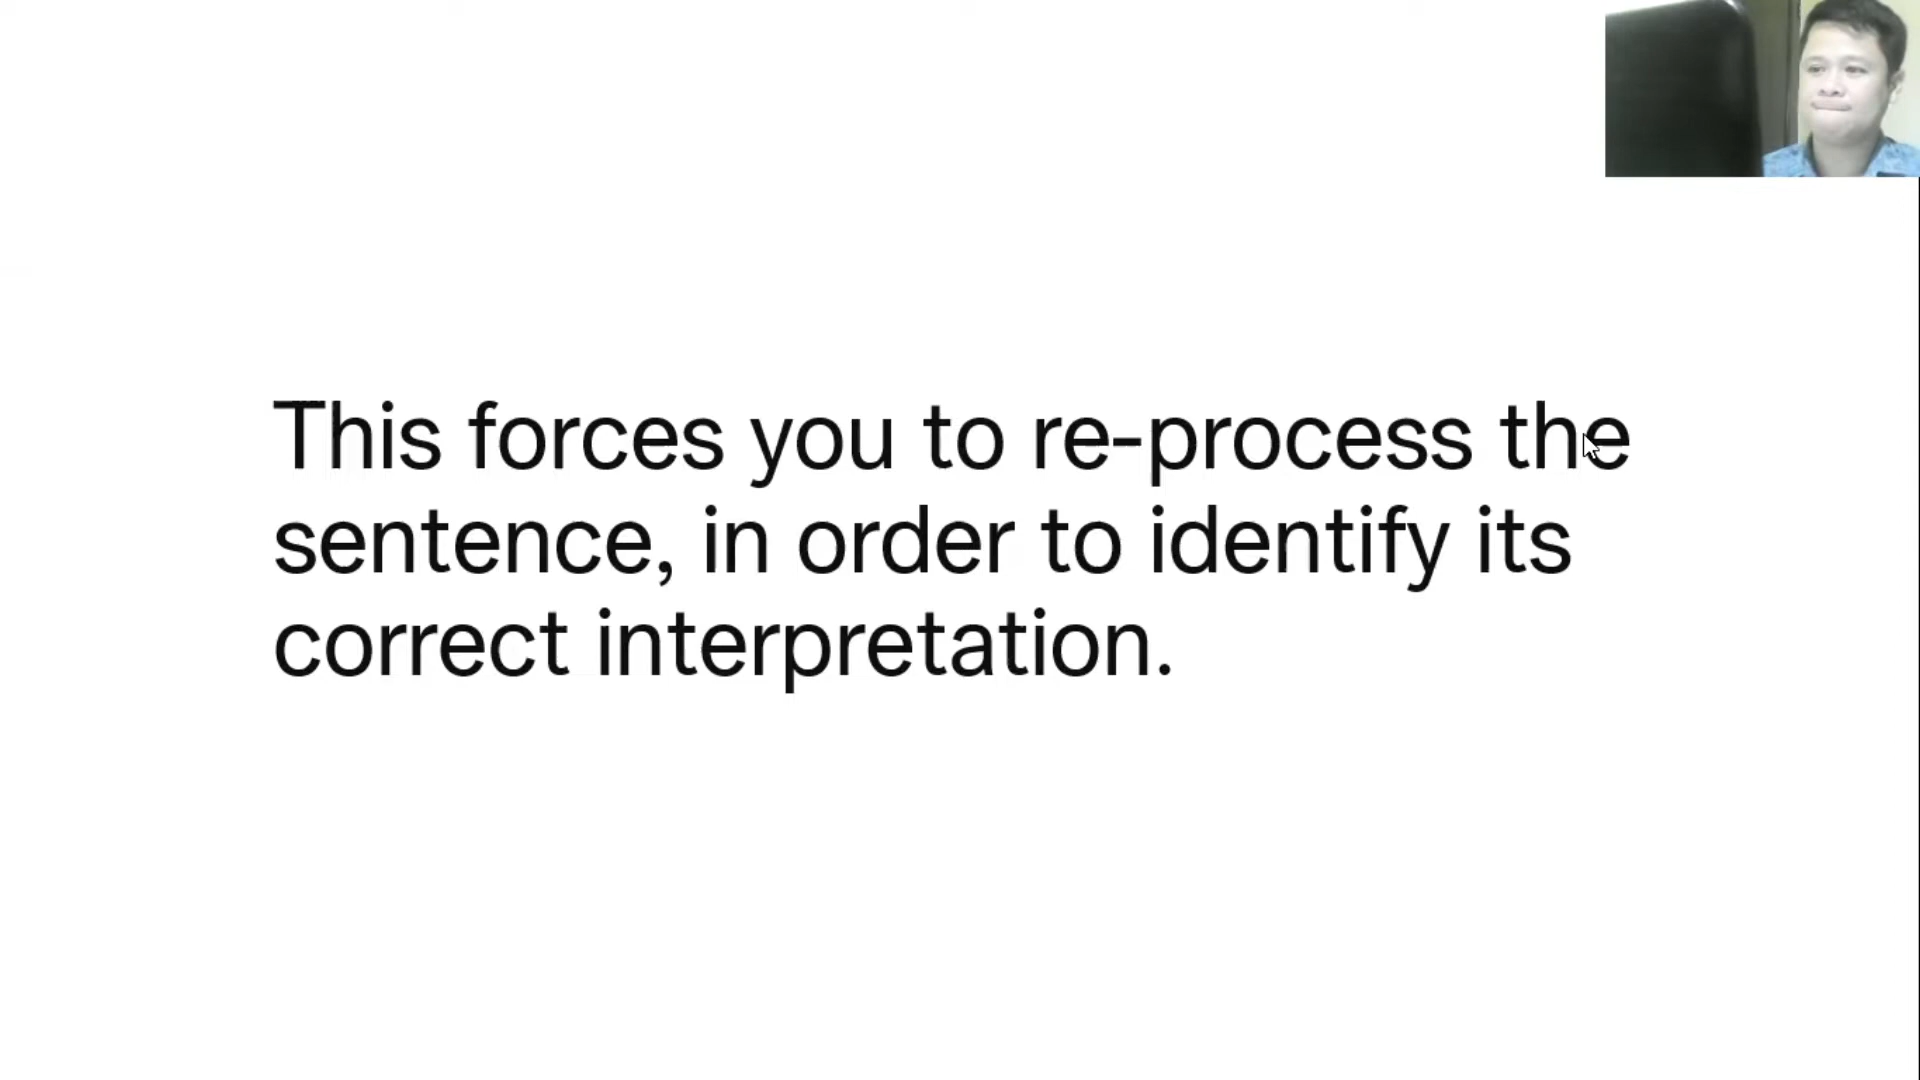 This forces you to re-process the
sentence, in order to identify its
correct interpretation.